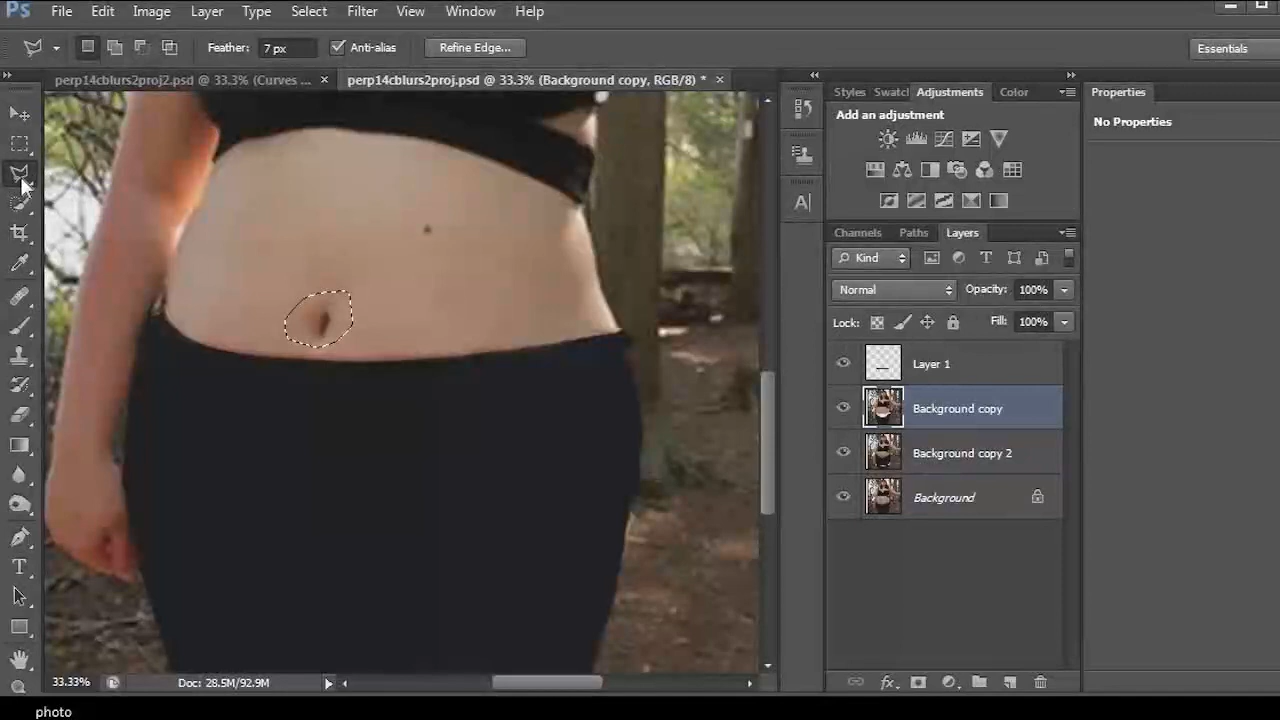 Ps File Edit Image Layer Type Select Filter View Window Help
Feather: 7 px Anti-alias Refine Edge... Essentials
perp14cblurs2proj2.psd @ 33.3% (Curves ... × perp14cblurs2proj.psd @ 33.3% (Background copy, RGB/8) * ×
Styles Swatcl Adjustments Color Properties
Add an adjustment
No Properties
Channels Paths Layers
Kind
Normal Opacity: 100%
Lock: Fill: 100%
Layer 1
Background copy
Background copy 2
Background
33.33% Doc: 28.5M/92.9M
photo